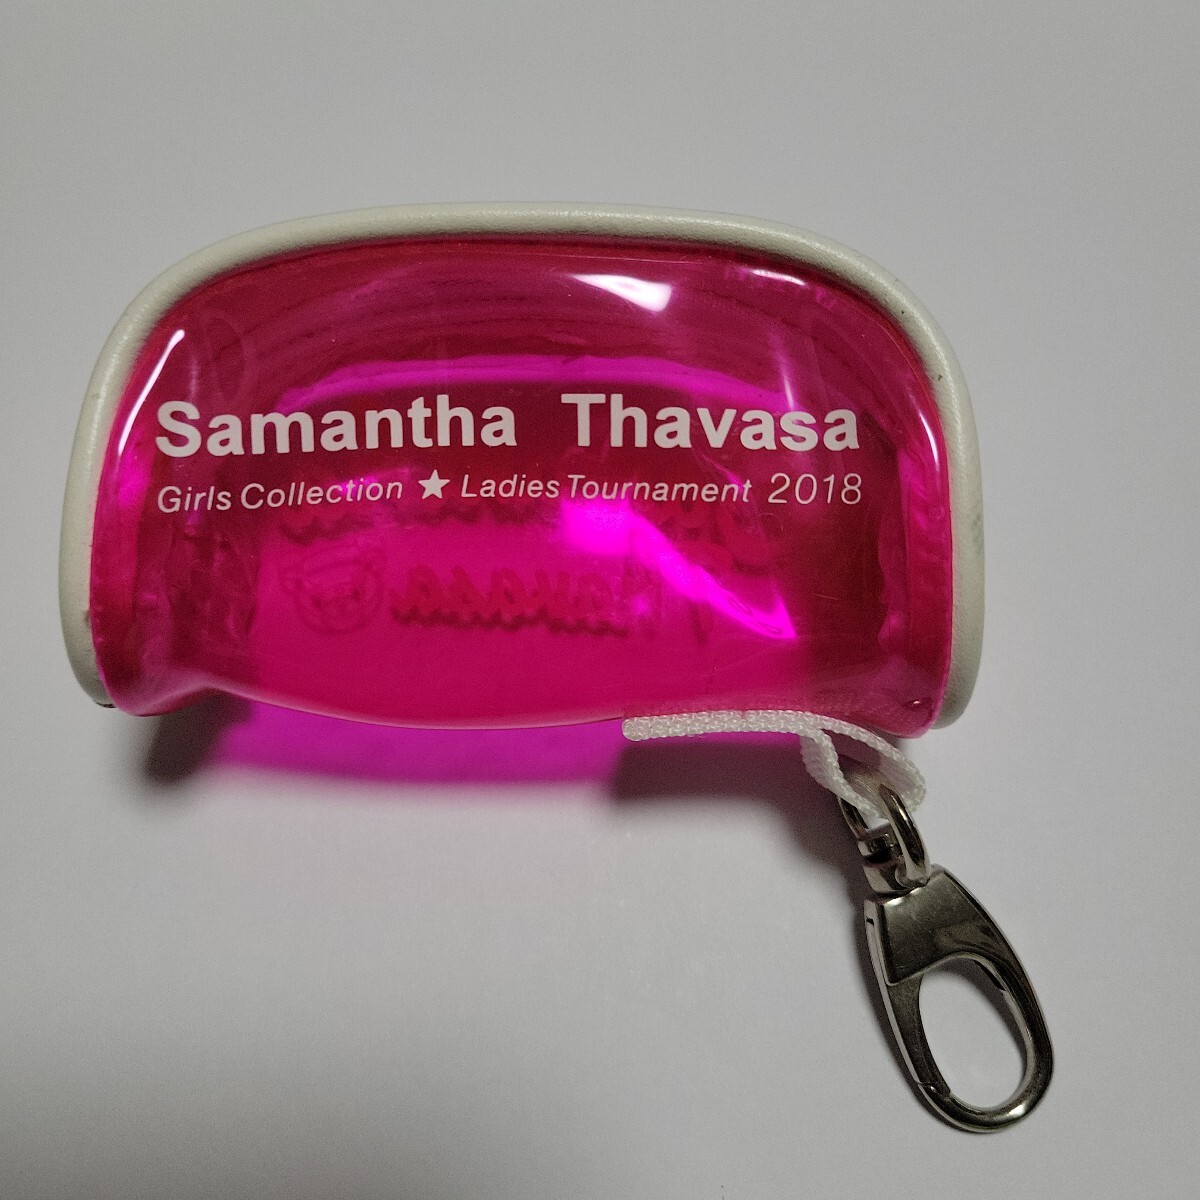 Samantha Thavasa
Girls Collection ★ Ladies Tournament 2018